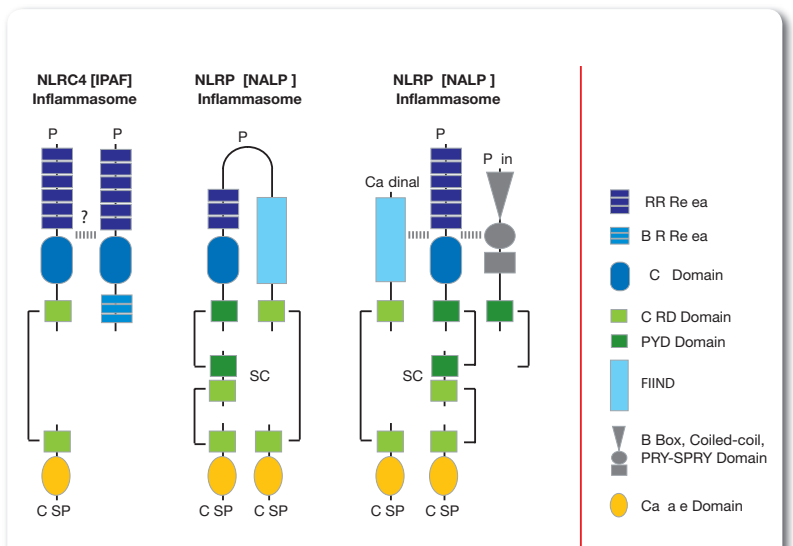 NLRC4 [IPAF]
Inflammasome
NLRP [NALP ]
Inflammasome
NLRP [NALP ]
Inflammasome
P
P
P
P
P in
Ca dinal
?
SC
SC
C SP
C SP
C SP
C SP
C SP
RR Re ea
B R Re ea
C Domain
C RD Domain
PYD Domain
FIIND
B Box, Coiled-coil,
PRY-SPRY Domain
Ca a e Domain